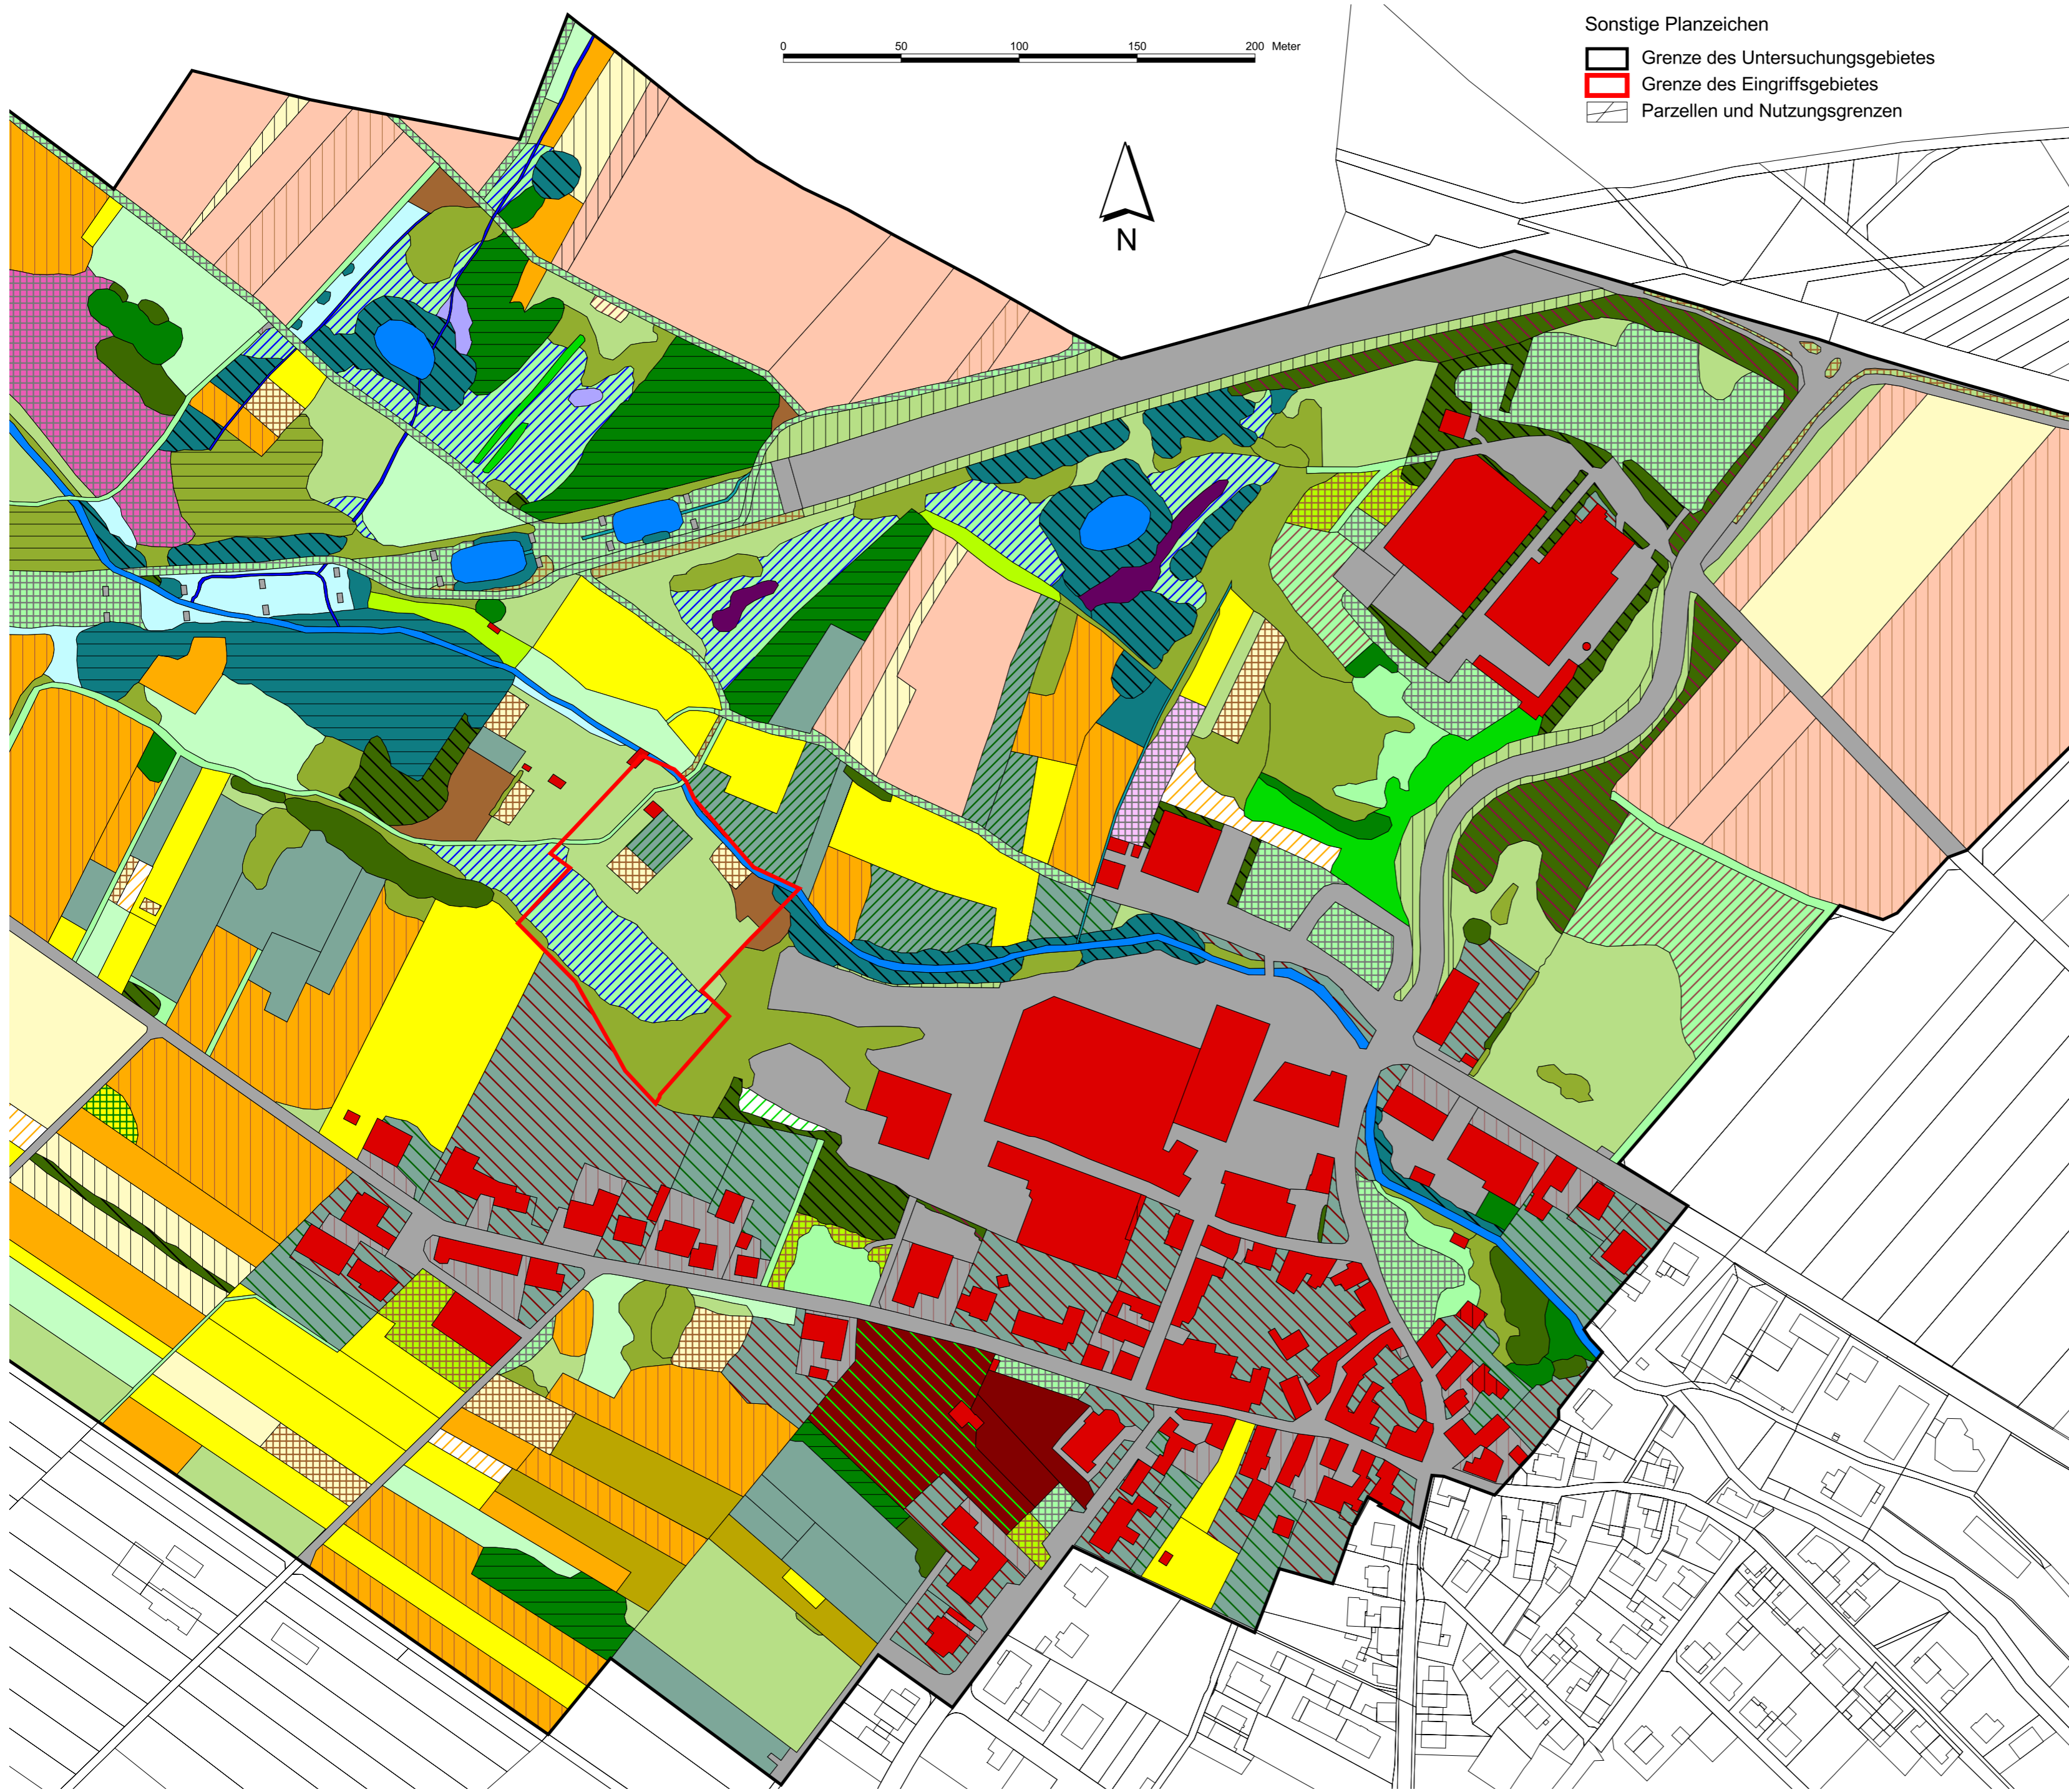 0 50 100 150 200 Meter
Sonstige Planzeichen
Grenze des Untersuchungsgebietes
Grenze des Eingriffsgebietes
Parzellen und Nutzungsgrenzen
N